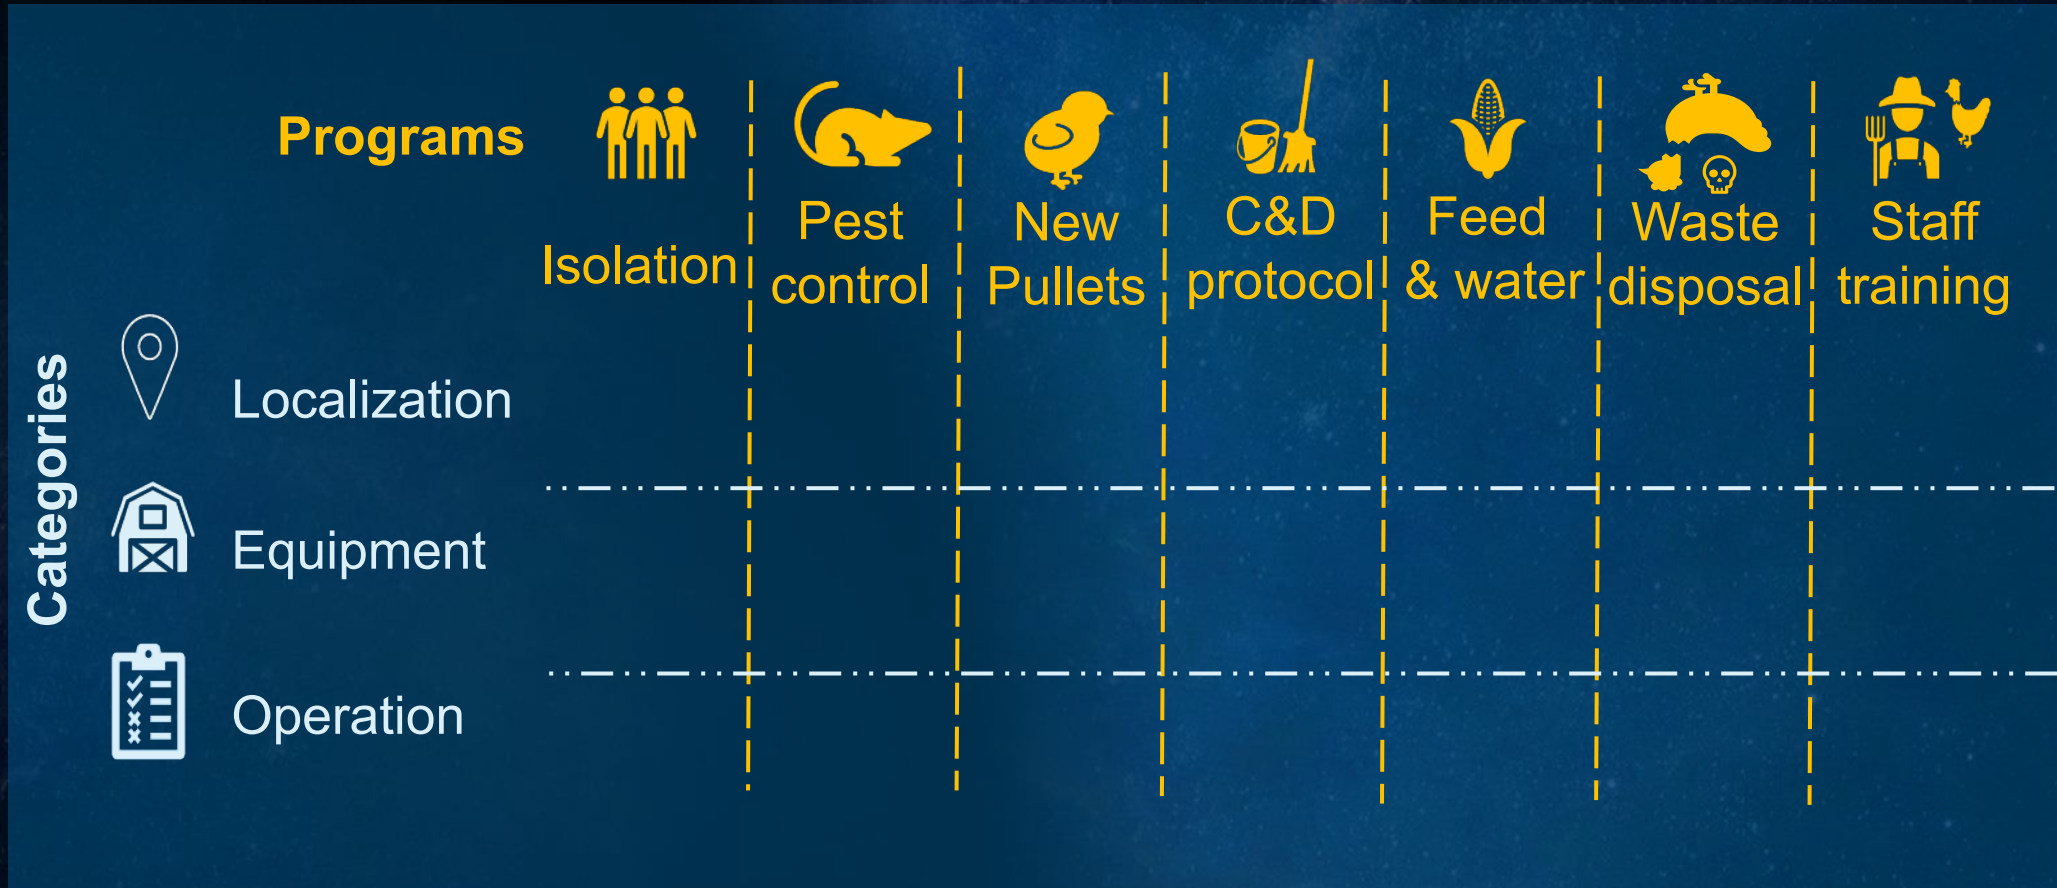 Programs
Isolation
Pest
control
New
Pullets
C&D
protocol
Feed
& water
Waste
disposal
Staff
training
Categories
Localization
Equipment
Operation